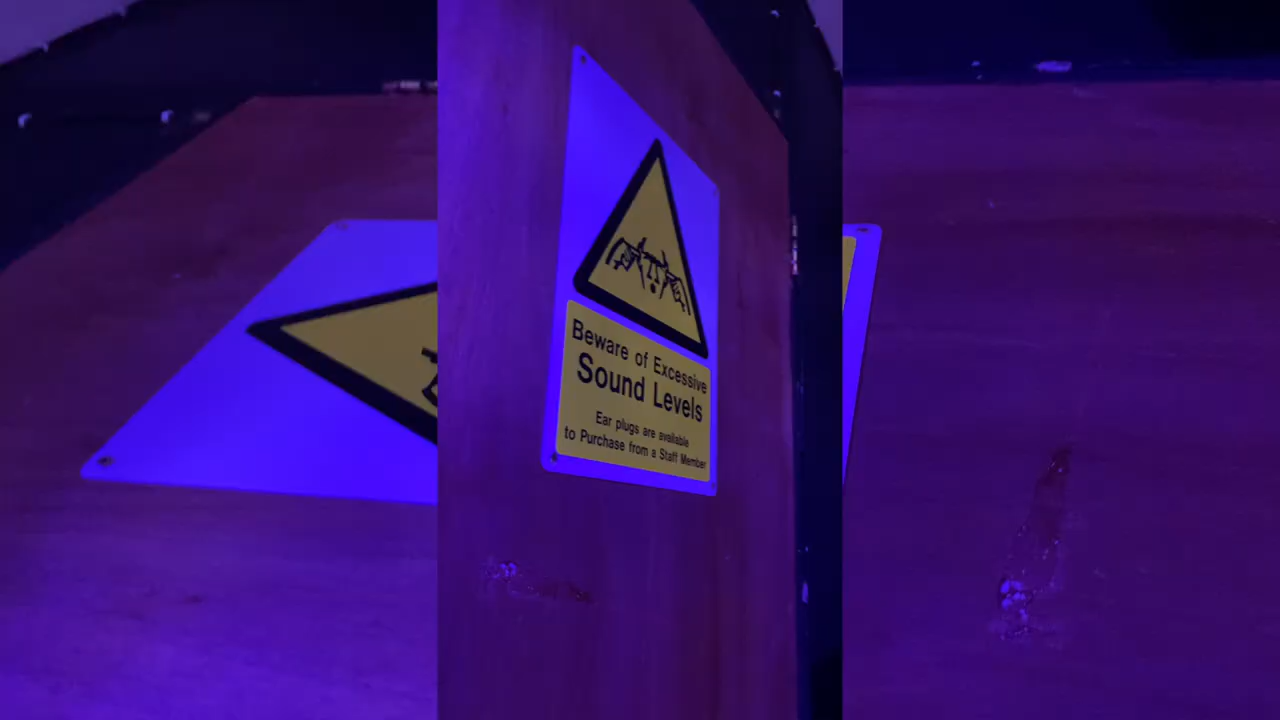 Beware of Excessive
Sound Levels
Ear plugs are available
to Purchase from a Staff Member